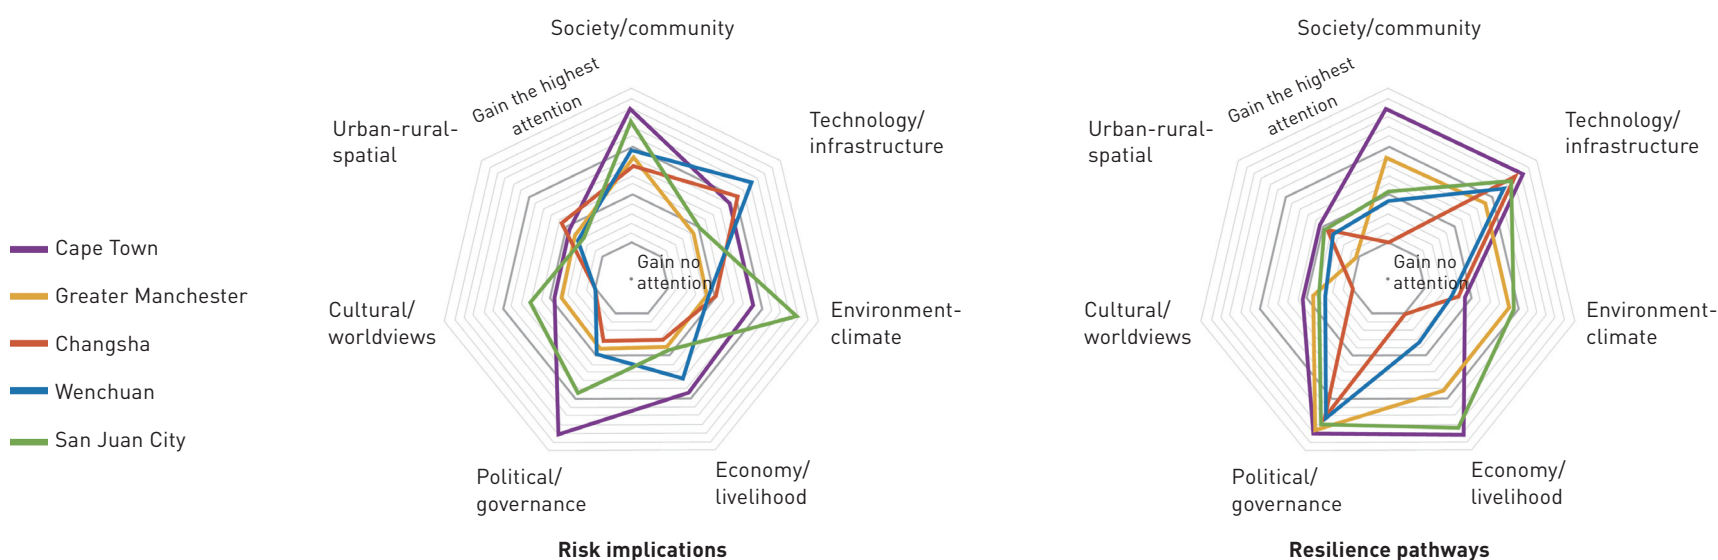 Society/community
Gain the highest
attention
Technology/
infrastructure
Urban-rural-
spatial
Gain no
attention
Cultural/
worldviews
Environment-
climate
Political/
governance
Economy/
livelihood
Risk implications
Cape Town
Greater Manchester
Changsha
Wenchuan
San Juan City
Society/community
Gain the highest
attention
Technology/
infrastructure
Urban-rural-
spatial
Gain no
attention
Cultural/
worldviews
Environment-
climate
Political/
governance
Economy/
livelihood
Resilience pathways